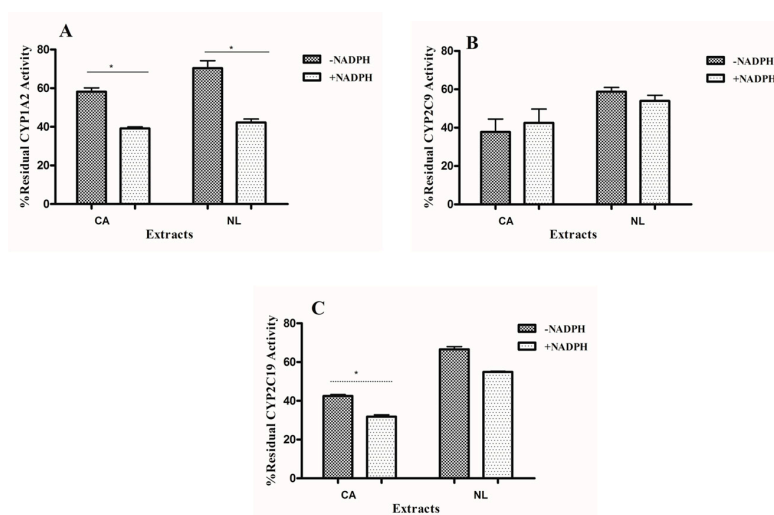 A
%Residual CYP1A2 Activity
80
60
40
20
0
*
*
-NADPH
+NADPH
CA
NL
Extracts
B
%Residual CYP2C9 Activity
80
60
40
20
0
-NADPH
+NADPH
CA
NL
Extracts
C
%Residual CYP2C19 Activity
80
60
40
20
0
*
-NADPH
+NADPH
CA
NL
Extracts